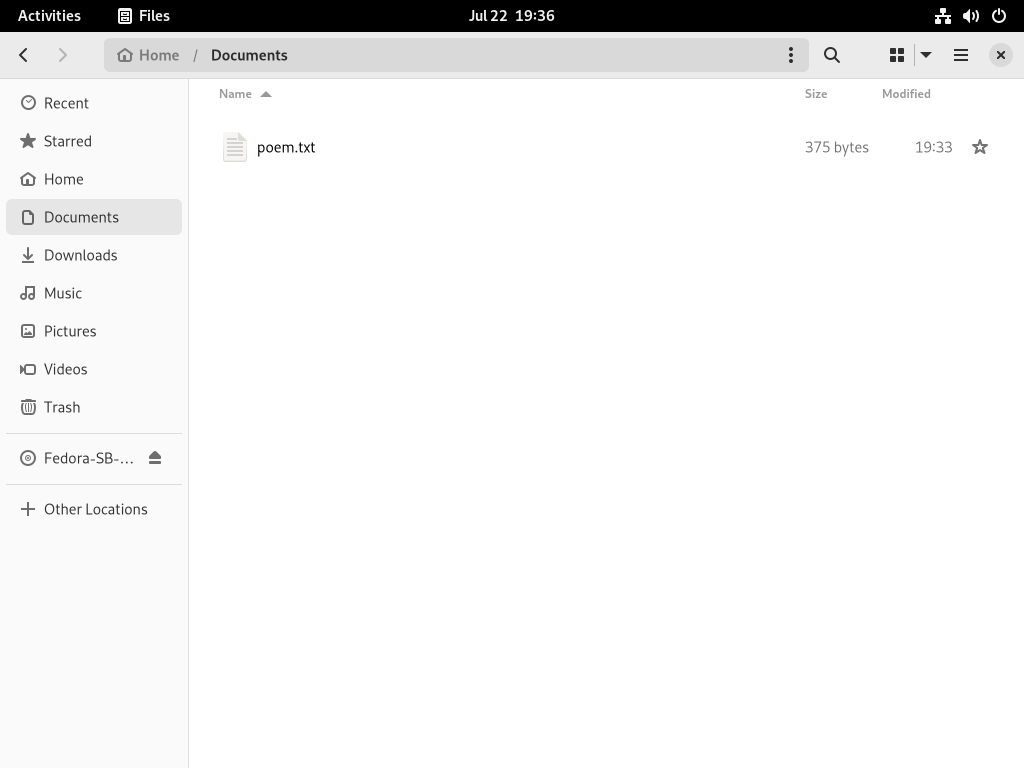 Activities Files Jul 22 19:36
Home / Documents
Name Size Modified
Recent
Starred
Home
Documents
Downloads
Music
Pictures
Videos
Trash
Fedora-SB-...
Other Locations
poem.txt 375 bytes 19:33